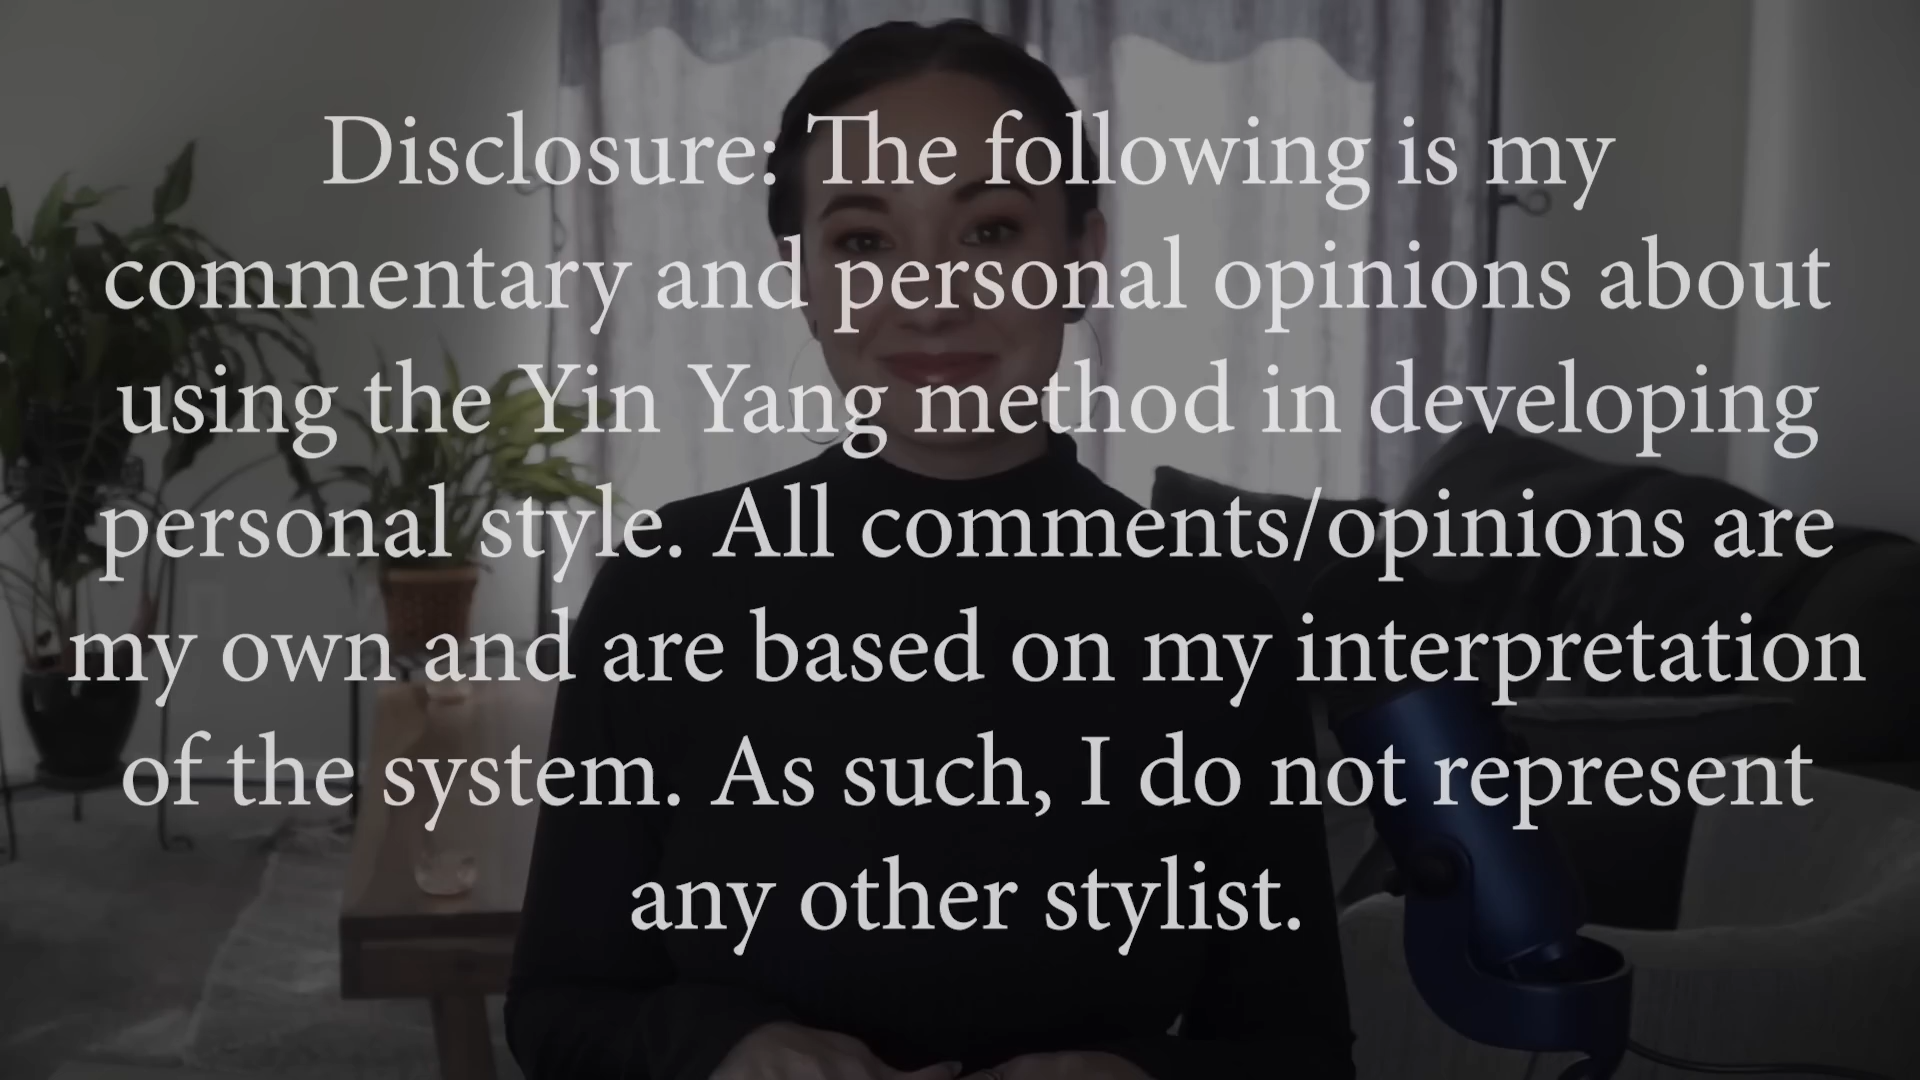 Disclosure: The following is my
commentary and personal opinions about
using the Yin Yang method in developing
personal style. All comments/opinions are
my own and are based on my interpretation
of the system. As such, I do not represent
any other stylist.